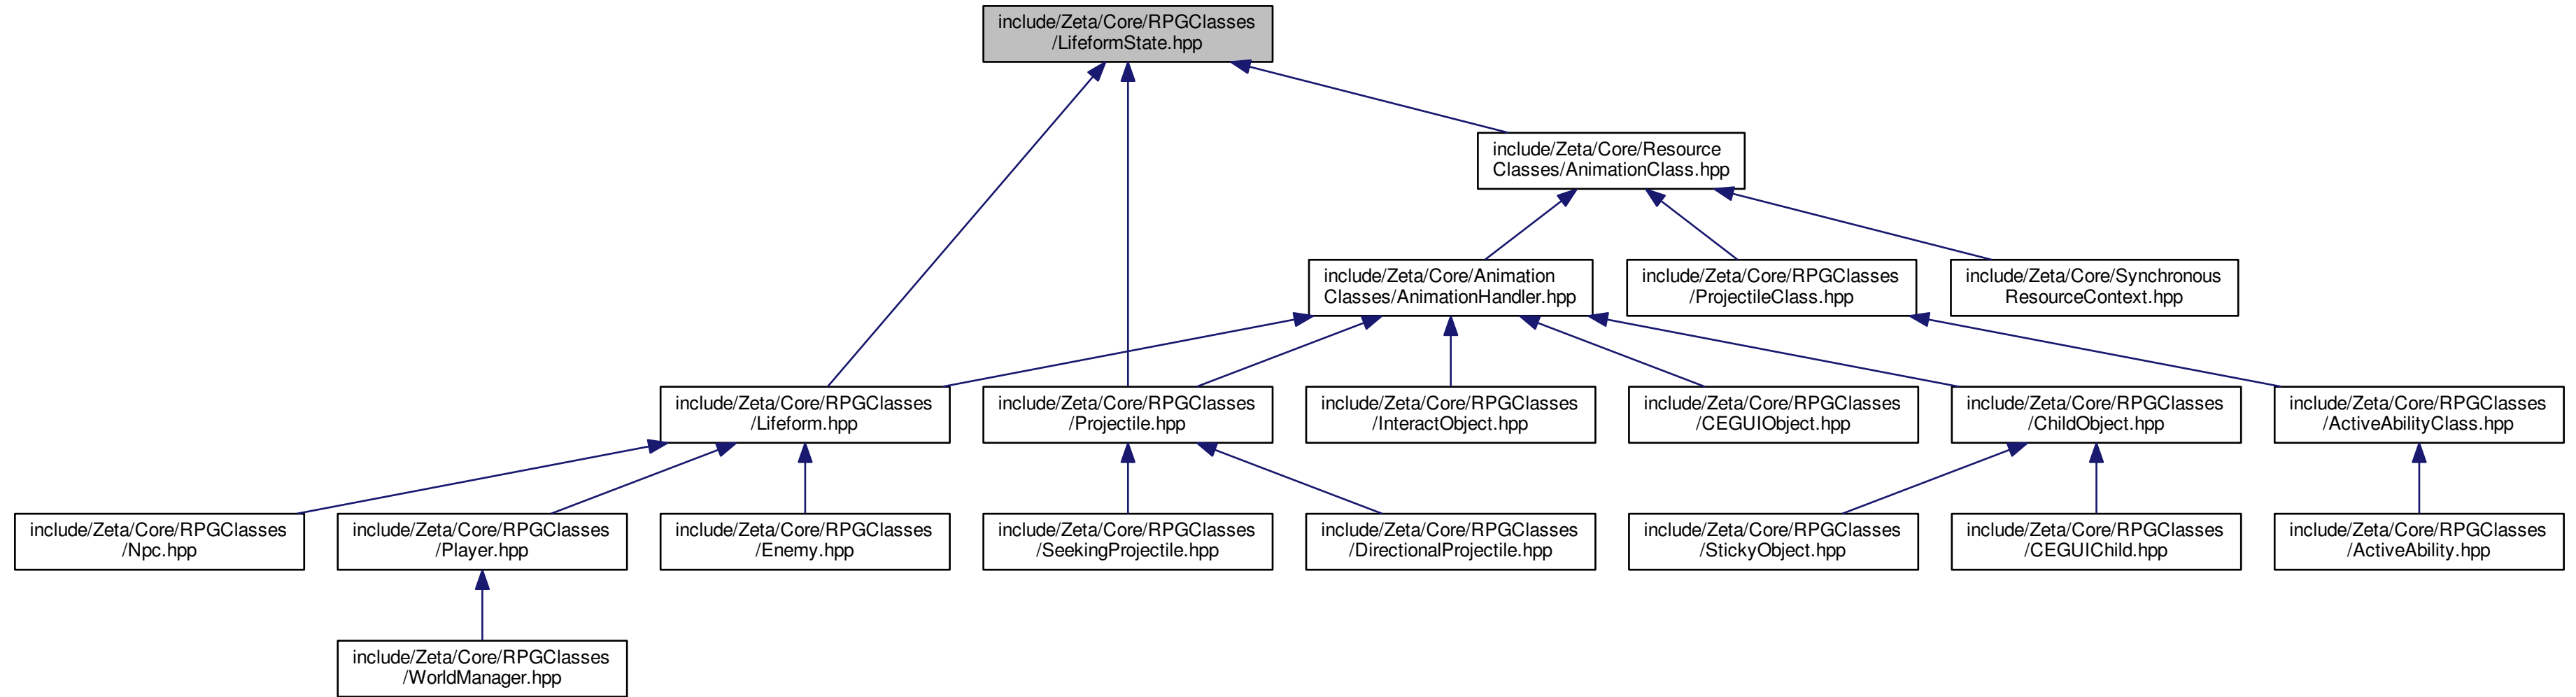 include/Zeta/Core/RPGClasses
/LifeformState.hpp
include/Zeta/Core/Resource
Classes/AnimationClass.hpp
include/Zeta/Core/Animation
Classes/AnimationHandler.hpp
include/Zeta/Core/RPGClasses
/ProjectileClass.hpp
include/Zeta/Core/Synchronous
ResourceContext.hpp
include/Zeta/Core/RPGClasses
/Lifeform.hpp
include/Zeta/Core/RPGClasses
/Projectile.hpp
include/Zeta/Core/RPGClasses
/InteractObject.hpp
include/Zeta/Core/RPGClasses
/CEGUIObject.hpp
include/Zeta/Core/RPGClasses
/ChildObject.hpp
include/Zeta/Core/RPGClasses
/ActiveAbilityClass.hpp
include/Zeta/Core/RPGClasses
/Npc.hpp
include/Zeta/Core/RPGClasses
/Player.hpp
include/Zeta/Core/RPGClasses
/Enemy.hpp
include/Zeta/Core/RPGClasses
/SeekingProjectile.hpp
include/Zeta/Core/RPGClasses
/DirectionalProjectile.hpp
include/Zeta/Core/RPGClasses
/StickyObject.hpp
include/Zeta/Core/RPGClasses
/CEGUIChild.hpp
include/Zeta/Core/RPGClasses
/ActiveAbility.hpp
include/Zeta/Core/RPGClasses
/WorldManager.hpp